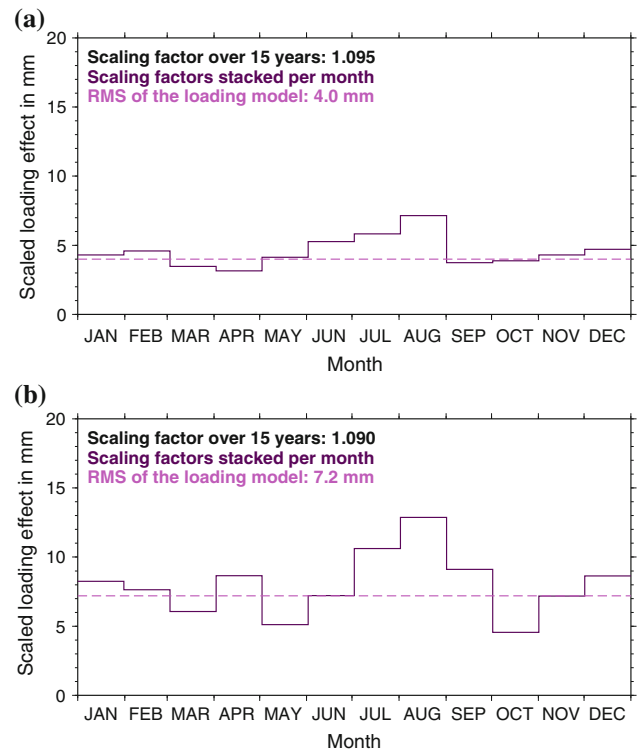 (a)
20
15
10
5
0
Scaled loading effect in mm
Scaling factor over 15 years: 1.095
Scaling factors stacked per month
RMS of the loading model: 4.0 mm
JAN FEB MAR APR MAY JUN JUL AUG SEP OCT NOV DEC
Month
(b)
20
15
10
5
0
Scaled loading effect in mm
Scaling factor over 15 years: 1.090
Scaling factors stacked per month
RMS of the loading model: 7.2 mm
JAN FEB MAR APR MAY JUN JUL AUG SEP OCT NOV DEC
Month